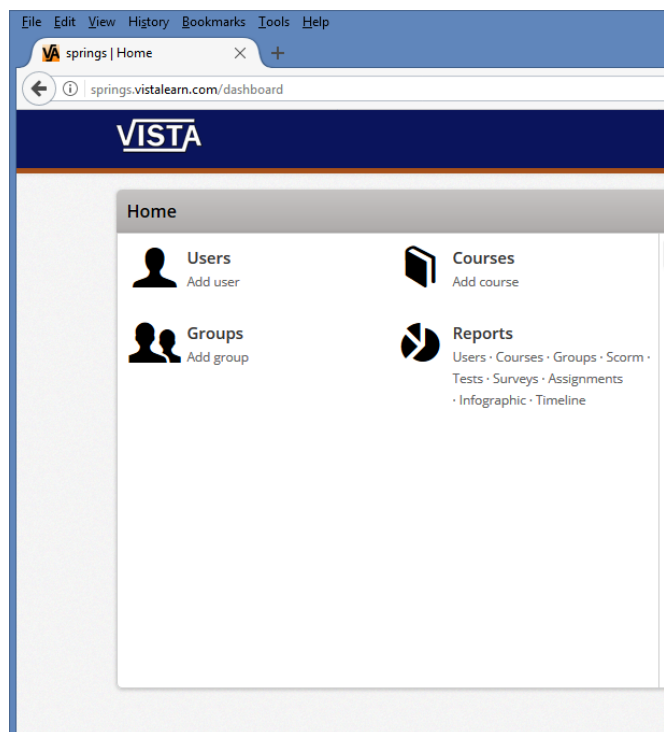 File Edit View History Bookmarks Tools Help
VA springs | Home
springs.vistalearn.com/dashboard
VISTA
Home
Users
Add user
Courses
Add course
Groups
Add group
Reports
Users · Courses · Groups · Scorm ·
Tests · Surveys · Assignments
· Infographic · Timeline